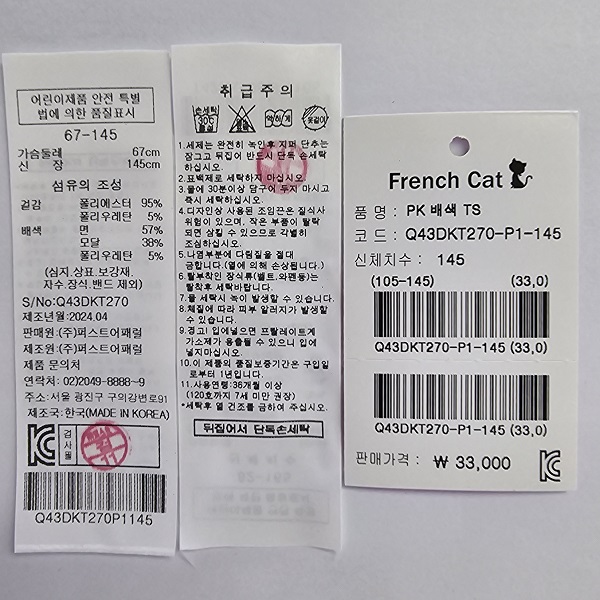 어린이제품 안전 특별
법에 의한 품질표시
67-145
가슴둘레 67cm
신 장 145cm
섬유의 조성
겉감 폴리에스터 95%
폴리우레탄 5%
배색 면 57%
모달 38%
폴리우레탄 5%
(심지.상표.보강재.
자수.장식.밴드 제외)
S/No:Q43DKT270
제조년월:2024.04
판매원:(주)퍼스트어패럴
제조원:(주)퍼스트어패럴
제품 문의처
연락처: 02)2049-8888~9
주소:서울 광진구 구의강변로91
제조국:한국(MADE IN KOREA)
검사필
Q43DKT270P1145
취급주의
손세탁
30℃
중성
약하게
옷걸이
1.세제는 완전히 녹인후 지퍼 단추는
잠그고 뒤집어 반드시 단독 손세탁
하십시오.
2.표백제로 세탁하지 마십시오.
3.물에 30분이상 담구어 두지 마시고
즉시 세탁하십시오.
4.디자인상 사용된 조임끈은 질식사
위험이 있으며, 작은 부품이 탈락
되면 삼킬 수 있으므로 각별히
조심하십시오.
5.나염부분에 다림질을 절대
금합니다.(열에 의해 손상됩니다.)
6.탈부착인 장식류(벨트.와펜등)는
탈착후 세탁바랍니다.
7.물 세탁시 녹이 발생할 수 있습니다.
8.체질에 따라 피부 알러지가 발생할
수 있습니다.
9.경고! 입에넣으면 프탈레이트계
가소제가 용출될 수 있으니 입에
넣지마십시오.
10.이 제품의 품질보증기간은 구입일
로부터 1년입니다.
11.사용연령:36개월 이상
(120호까지 7세 미만 권장)
*세탁후 열 건조를 금하여 주십시오.
뒤집어서 단독손세탁
French Cat
품 명 : PK 배색 TS
코 드 : Q43DKT270-P1-145
신체치수 : 145
(105-145) (33,0)
Q43DKT270-P1-145 (33,0)
Q43DKT270-P1-145 (33,0)
판매가격 : ₩ 33,000